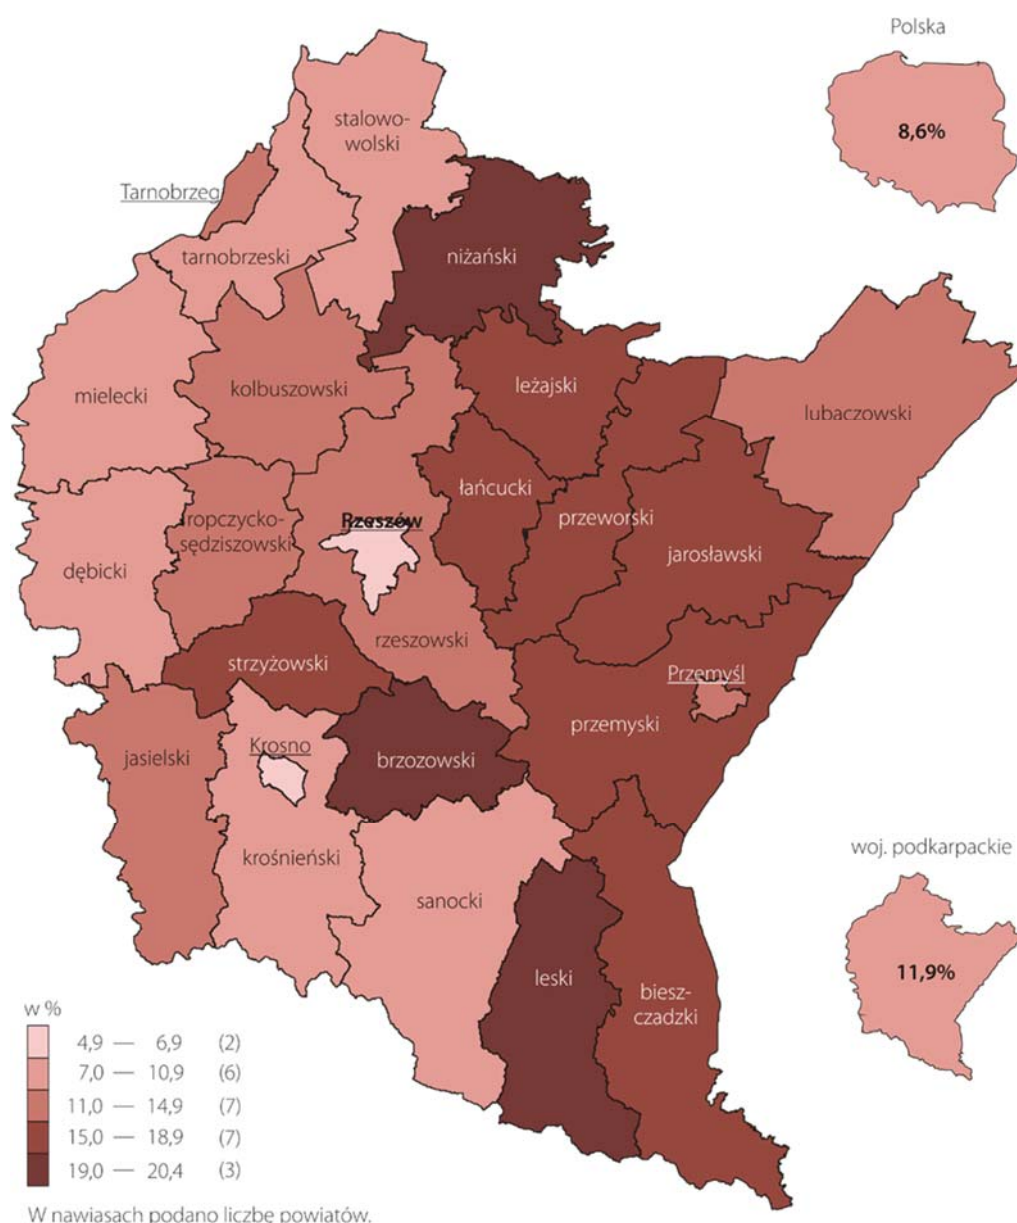 Polska
8,6%
stalowo-
wolski
Tarnobrzeg
tarnobrzeski
niżański
mielecki
kolbuszowski
leżajski
lubaczowski
łańcucki
ropczycko-
sędziszowski
Rzeszów
przeworski
jarosławski
dębicki
rzeszowski
strzyżowski
Przemyśl
przemyski
jasielski
Krosno
brzozowski
krośnieński
sanocki
woj. podkarpackie
11,9%
leski
biesz-
czadzki
w %
4,9 — 6,9 (2)
7,0 — 10,9 (6)
11,0 — 14,9 (7)
15,0 — 18,9 (7)
19,0 — 20,4 (3)
W nawiasach podano liczbę powiatów.